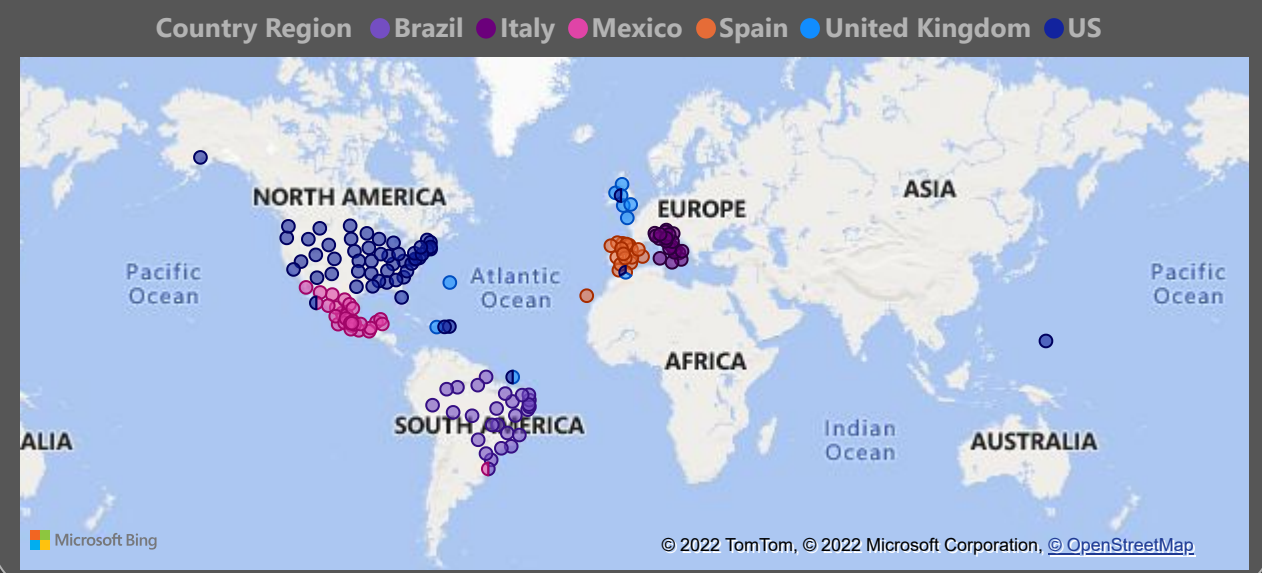 Country Region Brazil Italy Mexico Spain United Kingdom US
NORTH AMERICA
EUROPE
ASIA
Pacific
Ocean
Atlantic
Ocean
Pacific
Ocean
AFRICA
SOUTH AMERICA
Indian
Ocean
ALIA
AUSTRALIA
Microsoft Bing
© 2022 TomTom, © 2022 Microsoft Corporation, © OpenStreetMap